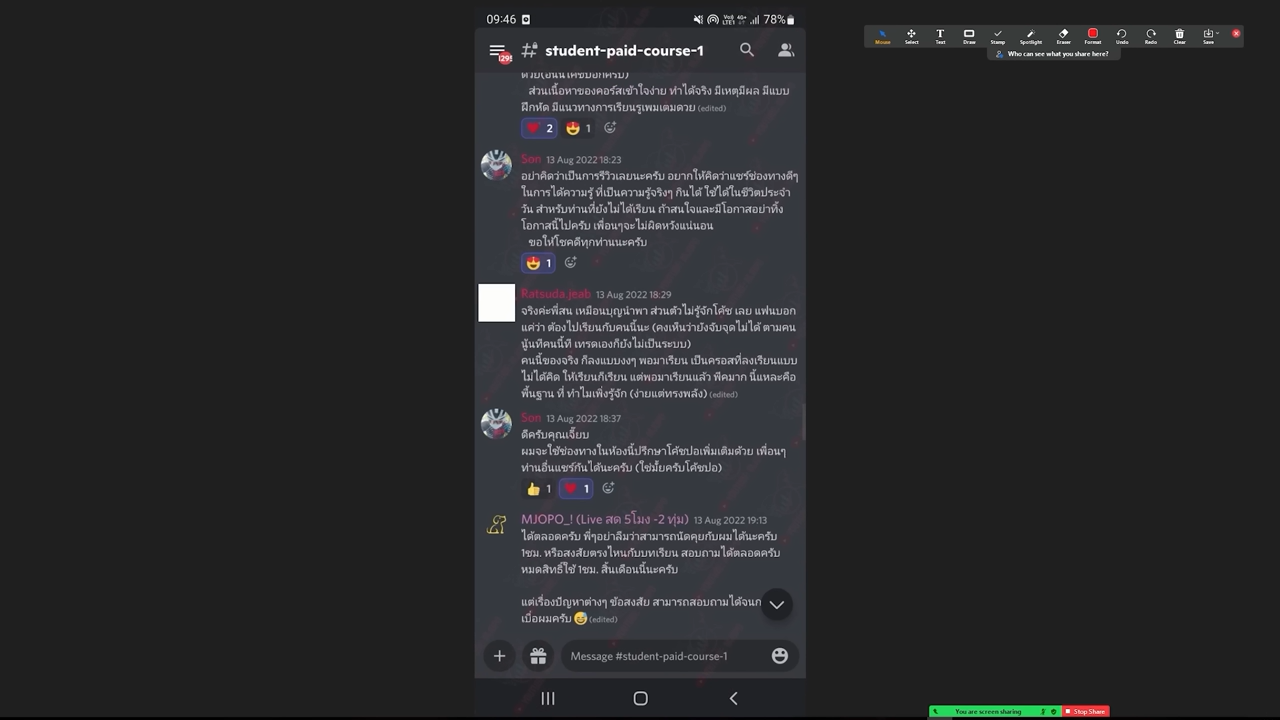 09:46
Vo) 4G+ LTE1
78%
Mouse Select Text Draw Stamp Spotlight Eraser Format Undo Redo Clear Save
Who can see what you share here?
129
# student-paid-course-1
ด้วย(อันนี้โค้ชบอกครับ)
ส่วนเนื้อหาของคอร์สเข้าใจง่าย ทำได้จริง มีเหตุมีผล มีแบบ
ฝึกหัด มีแนวทางการเรียนรู้เพิ่มเติมด้วย (edited)
2 1
Son 13 Aug 2022 18:23
อย่าคิดว่าเป็นการรีวิวเลยนะครับ อยากให้คิดว่าแชร์ช่องทางดีๆ
ในการได้ความรู้ ที่เป็นความรู้จริงๆ กินได้ ใช้ได้ในชีวิตประจำ
วัน สำหรับท่านที่ยังไม่ได้เรียน ถ้าสนใจและมีโอกาสอย่าทิ้ง
โอกาสนี้ไปครับ เพื่อนๆจะไม่ผิดหวังแน่นอน
ขอให้โชคดีทุกท่านนะครับ
1
Ratsuda.jeab 13 Aug 2022 18:29
จริงค่ะพี่สน เหมือนบุญนำพา ส่วนตัวไม่รู้จักโค้ช เลย แฟนบอก
แค่ว่า ต้องไปเรียนกับคนนี้นะ (คงเห็นว่ายังจับจุดไม่ได้ ตามคน
นู้นทีคนนี้ที เทรดเองก็ยังไม่เป็นระบบ)
คนนี้ของจริง ก็ลงแบบงงๆ พอมาเรียน เป็นครอสที่ลงเรียนแบบ
ไม่ได้คิด ให้เรียนก็เรียน แต่พอมาเรียนแล้ว พีคมาก นี้แหละคือ
พื้นฐาน ที่ ทำไมเพิ่งรู้จัก (ง่ายแต่ทรงพลัง) (edited)
Son 13 Aug 2022 18:37
ดีครับคุณเจี๊ยบ
ผมจะใช้ช่องทางในห้องนี้ปรึกษาโค้ชปอเพิ่มเติมด้วย เพื่อนๆ
ท่านอื่นแชร์กันได้นะครับ (ใช่มั้ยครับโค้ชปอ)
1 1
MJOPO_! (Live สด 5โมง -2 ทุ่ม) 13 Aug 2022 19:13
ได้ตลอดครับ พี่ๆอย่าลืมว่าสามารถนัดคุยกับผมได้นะครับ
1ชม. หรือสงสัยตรงไหนกับบทเรียน สอบถามได้ตลอดครับ
หมดสิทธิ์ใช้ 1ชม. สิ้นเดือนนี้นะครับ
แต่เรื่องปัญหาต่างๆ ข้อสงสัย สามารถสอบถามได้จนก
เบื่อผมครับ (edited)
Message #student-paid-course-1
You are screen sharing Stop Share